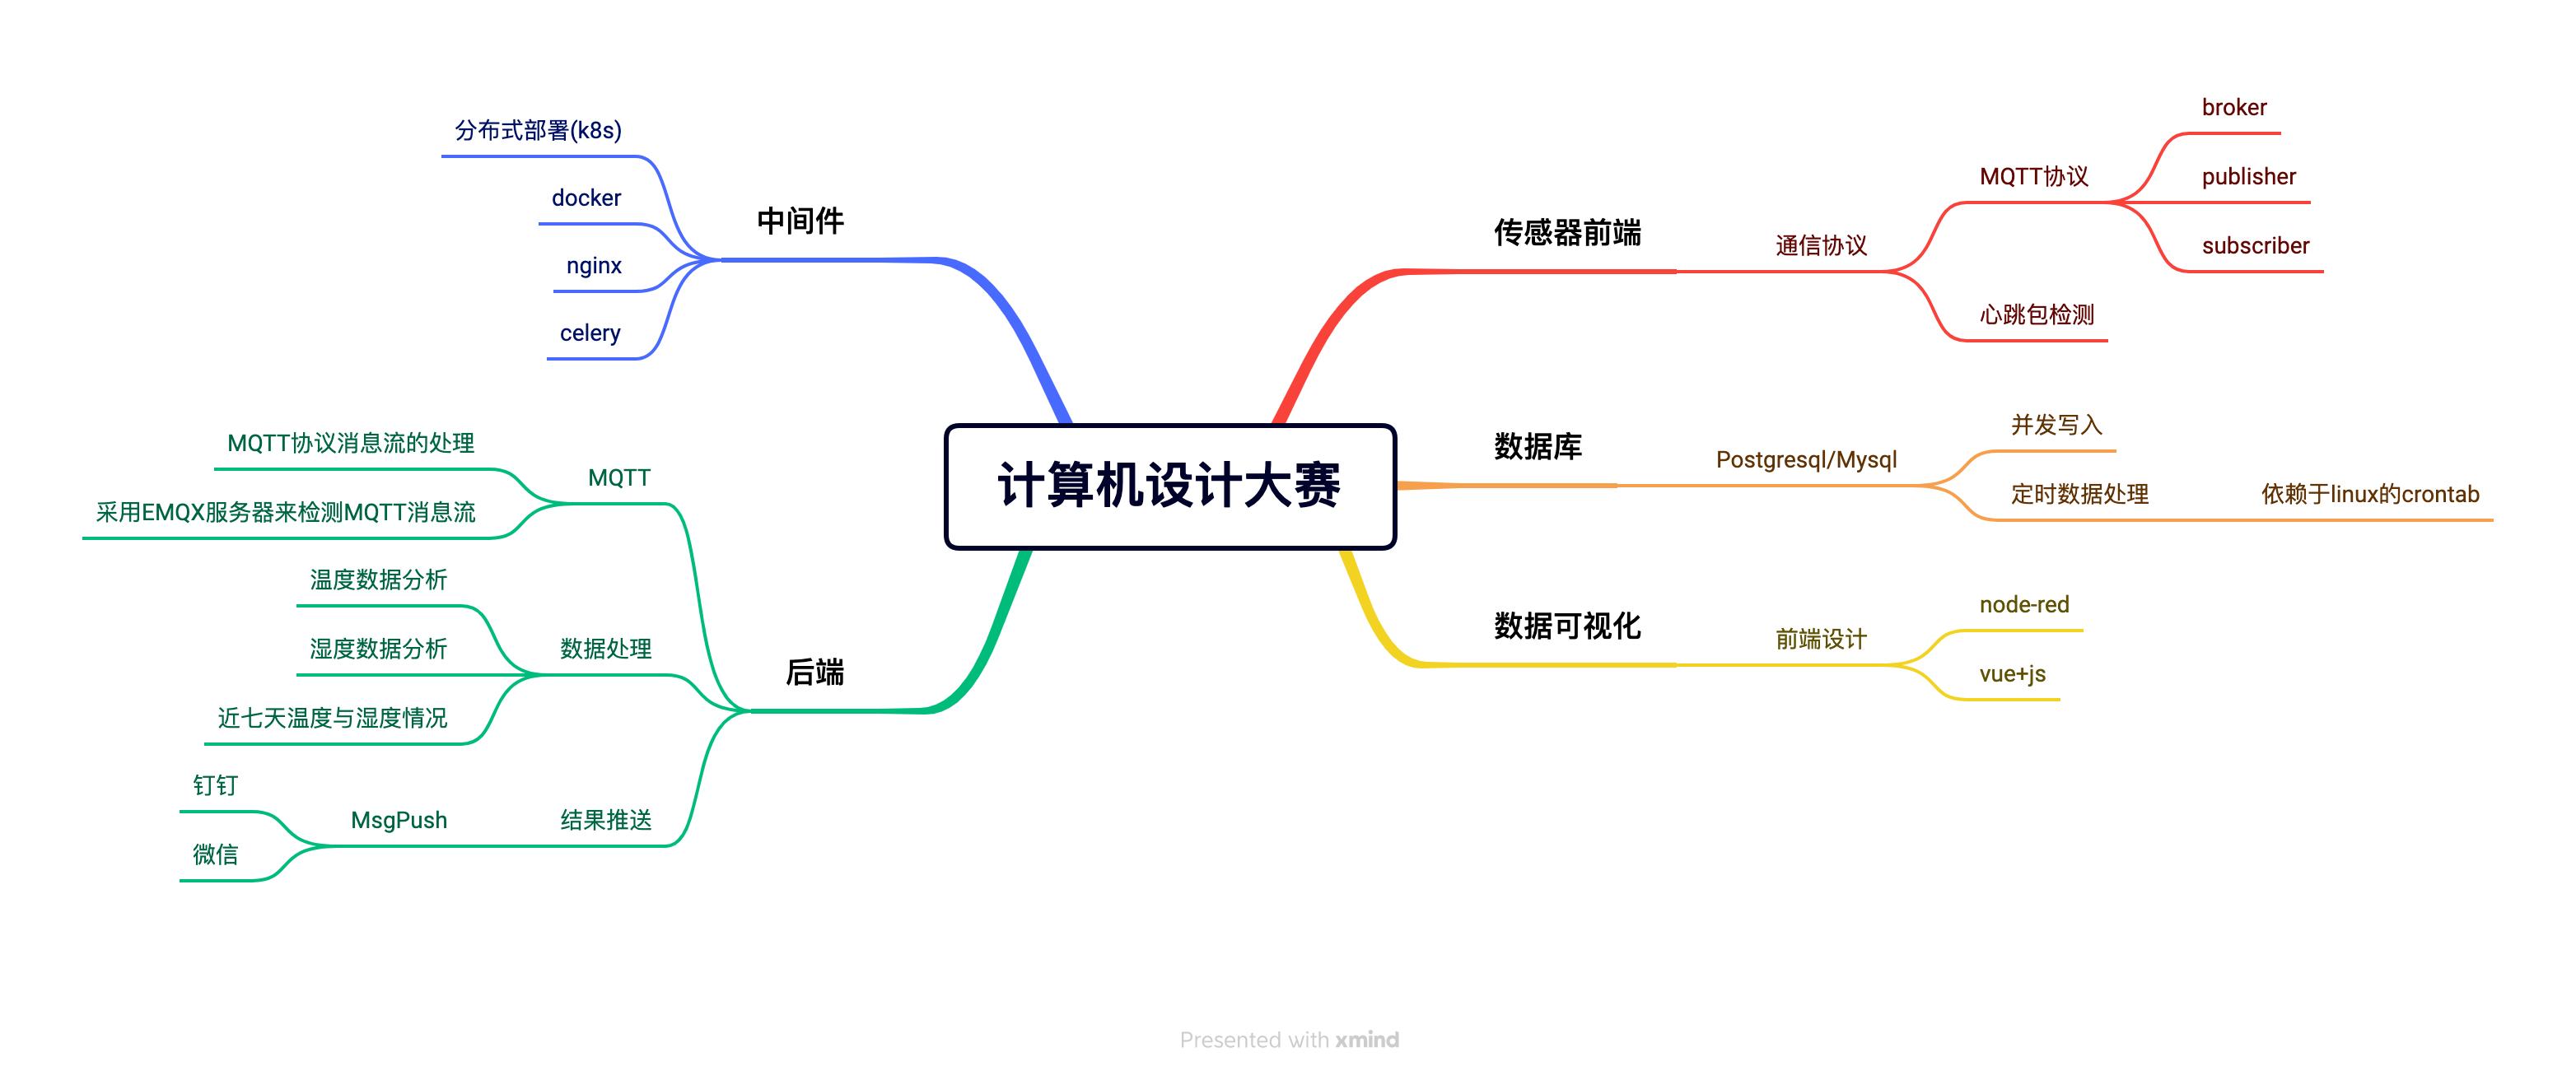 计算机设计大赛
传感器前端
通信协议
MQTT协议
broker
publisher
subscriber
心跳包检测
数据库
Postgresql/Mysql
并发写入
定时数据处理
依赖于linux的crontab
数据可视化
前端设计
node-red
vue+js
中间件
分布式部署(k8s)
docker
nginx
celery
后端
MQTT
MQTT协议消息流的处理
采用EMQX服务器来检测MQTT消息流
数据处理
温度数据分析
湿度数据分析
近七天温度与湿度情况
结果推送
MsgPush
钉钉
微信
Presented with xmind